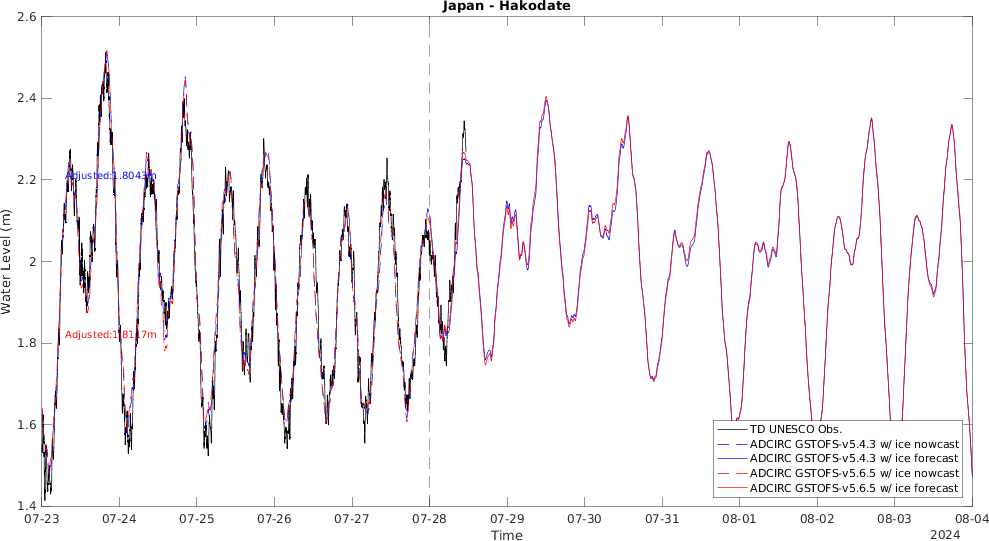 Japan - Hakodate
2.6
2.4
2.2
2
1.8
1.6
1.4
Water Level (m)
Adjusted:1.8043m
Adjusted:1.8117m
TD UNESCO Obs.
ADCIRC GSTOFS-v5.4.3 w/ ice nowcast
ADCIRC GSTOFS-v5.4.3 w/ ice forecast
ADCIRC GSTOFS-v5.6.5 w/ ice nowcast
ADCIRC GSTOFS-v5.6.5 w/ ice forecast
07-23 07-24 07-25 07-26 07-27 07-28 07-29 07-30 07-31 08-01 08-02 08-03 08-04
Time
2024